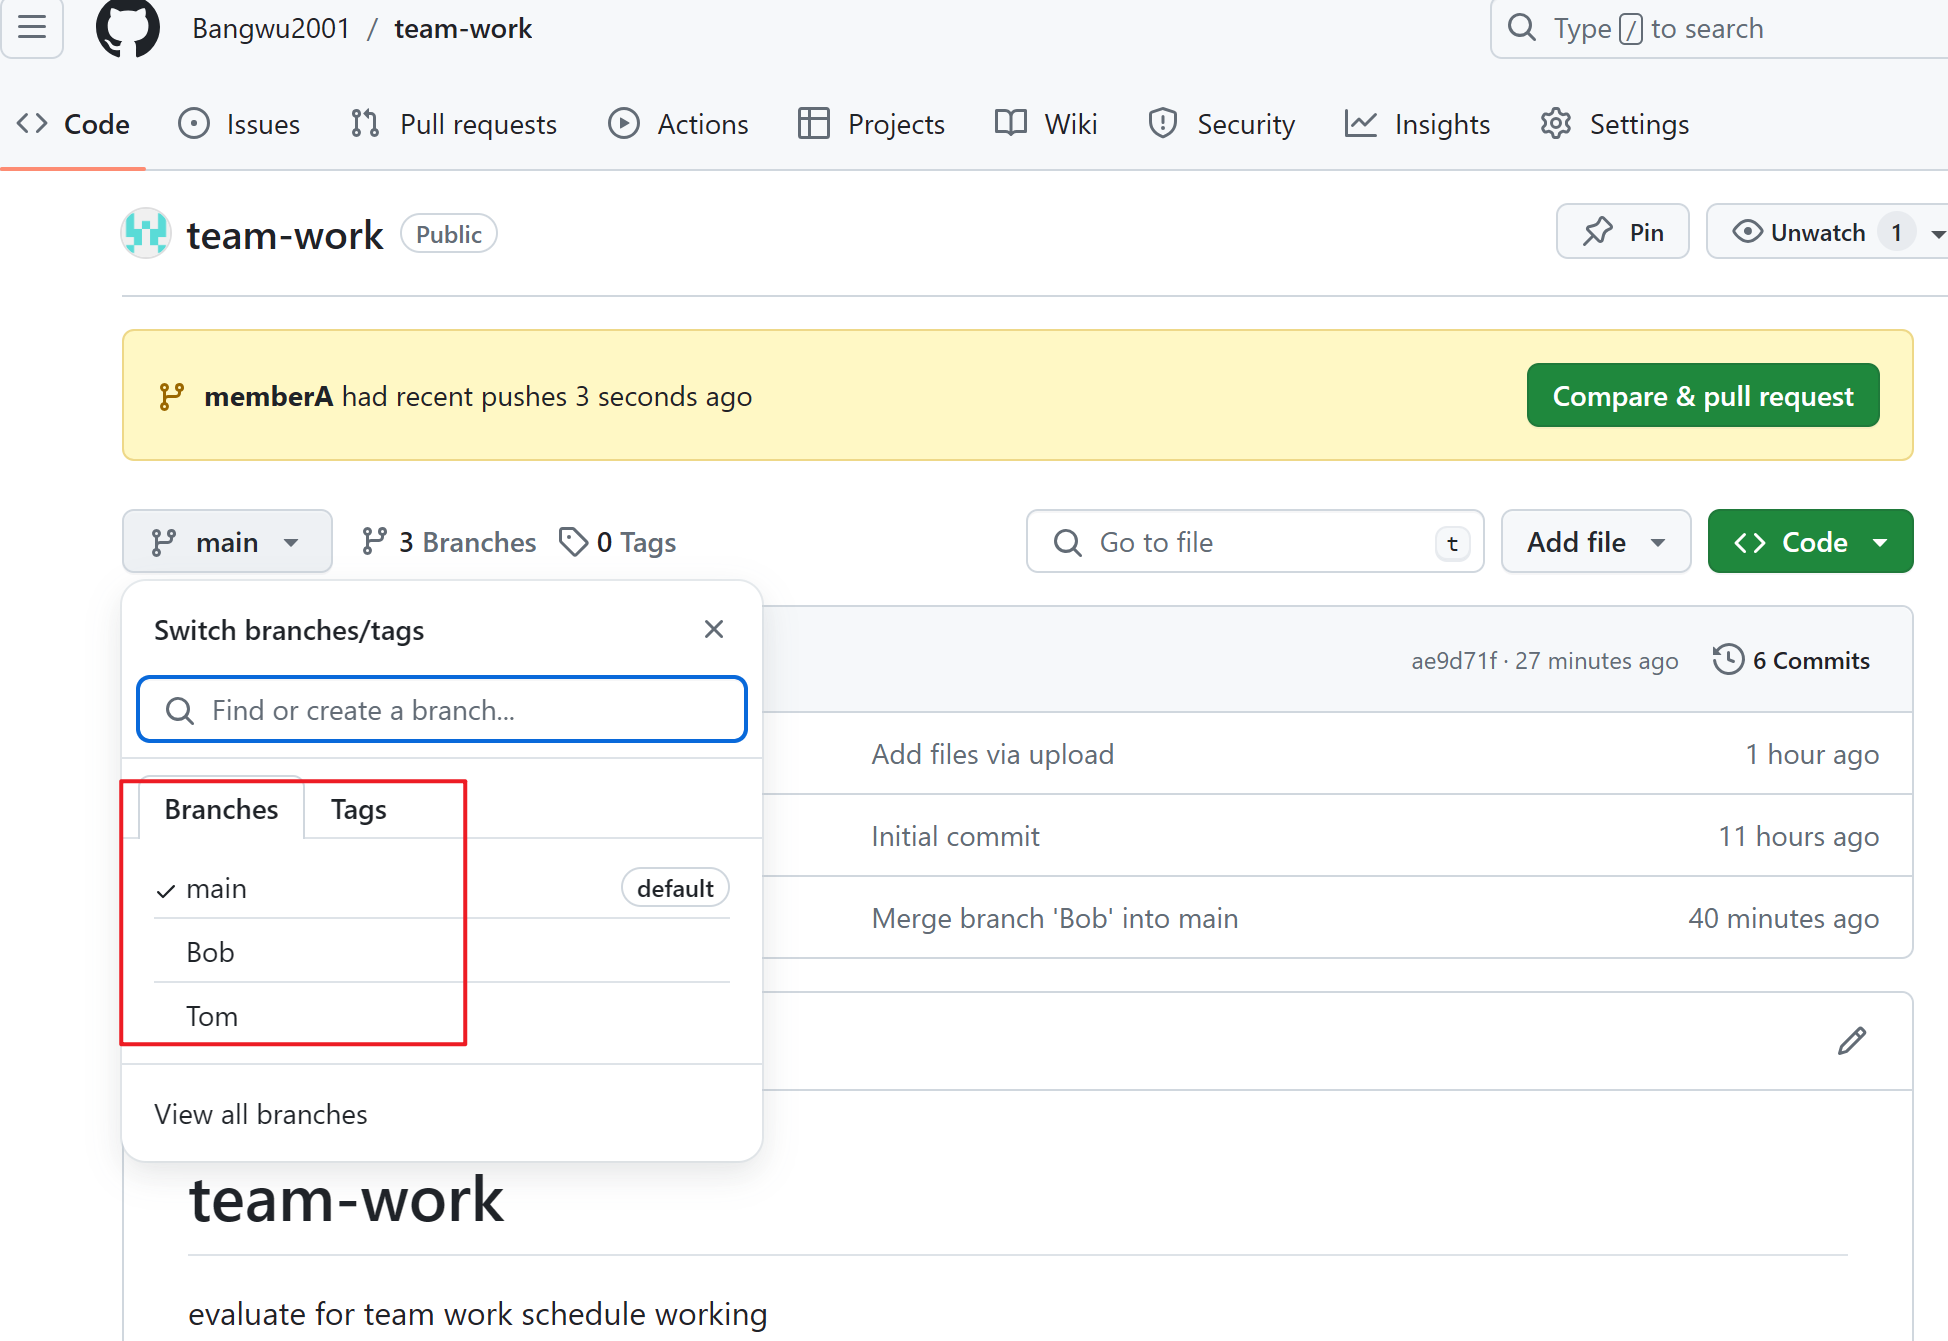 Bangwu2001 / team-work
Type / to search
Code Issues Pull requests Actions Projects Wiki Security Insights Settings
team-work Public
Pin Unwatch 1
memberA had recent pushes 3 seconds ago
Compare & pull request
main 3 Branches 0 Tags
Go to file t Add file Code
Switch branches/tags
ae9d71f · 27 minutes ago 6 Commits
Find or create a branch...
Add files via upload 1 hour ago
Branches Tags
Initial commit 11 hours ago
main default
Merge branch 'Bob' into main 40 minutes ago
Bob
Tom
View all branches
team-work
evaluate for team work schedule working